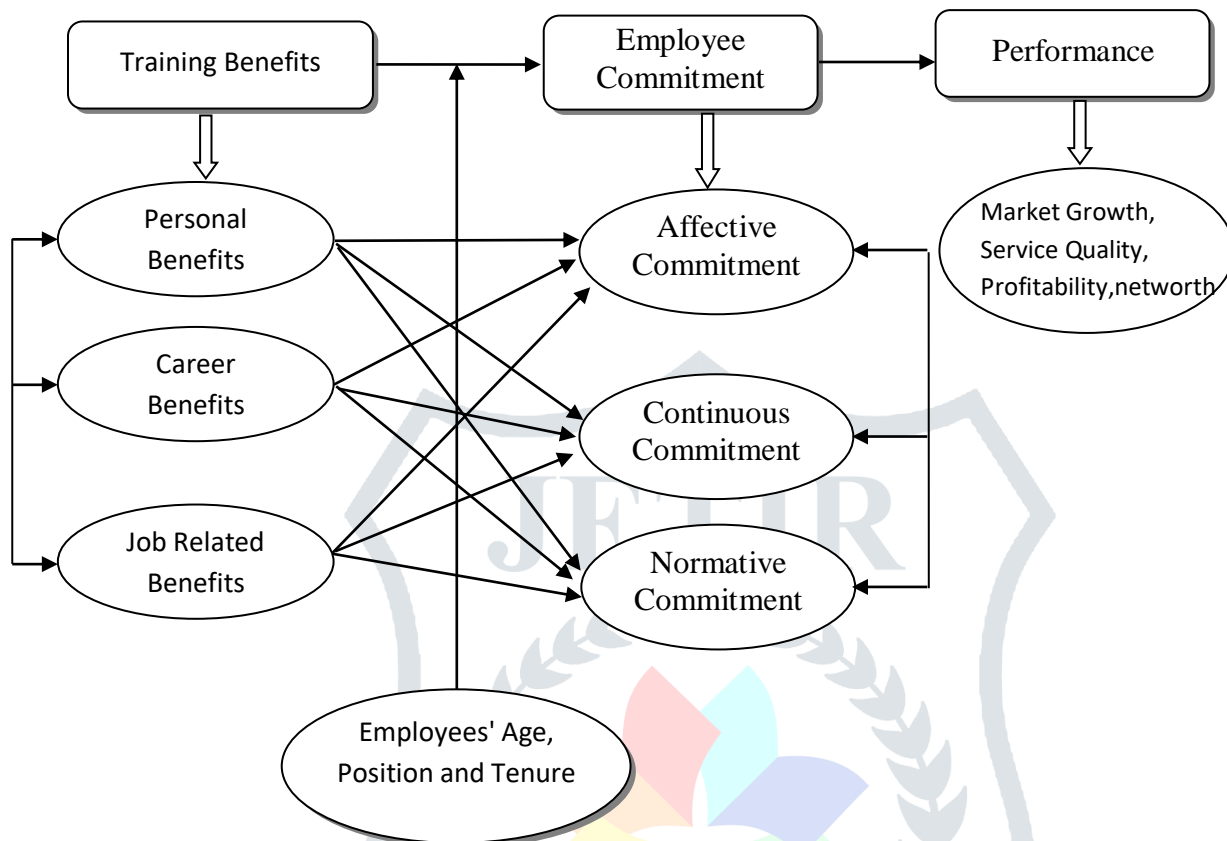 Training Benefits
Employee
Commitment
Performance
Personal
Benefits
Affective
Commitment
Market Growth,
Service Quality,
Profitability,networth
Career
Benefits
Continuous
Commitment
JETIR
Job Related
Benefits
Normative
Commitment
Employees' Age,
Position and Tenure